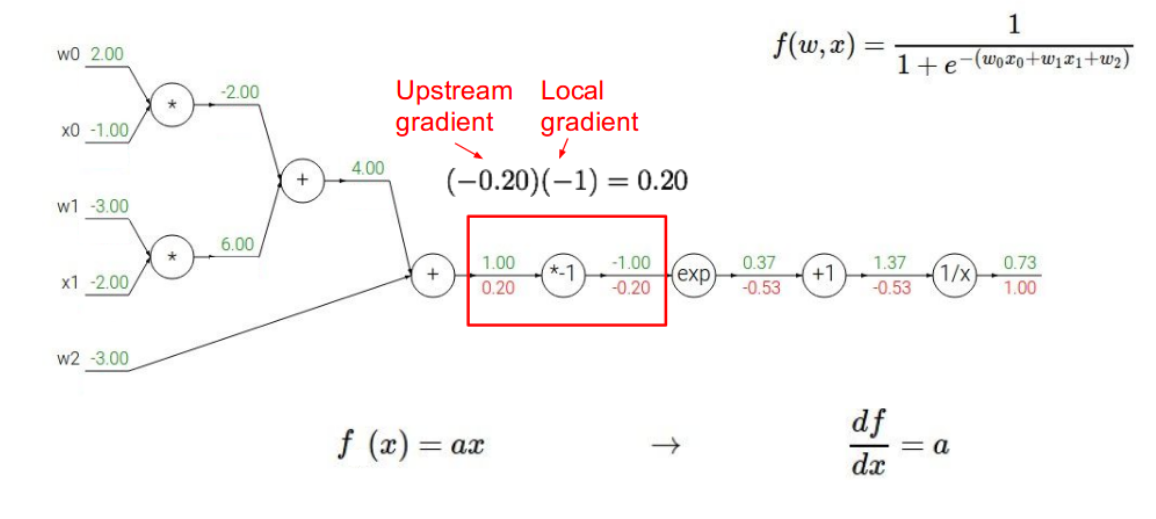 f(w, x) = 1 / (1 + e^{-(w_0x_0+w_1x_1+w_2)})
w0 2.00
*
-2.00
x0 -1.00
Upstream gradient
Local gradient
(−0.20)(−1) = 0.20
+
4.00
w1 -3.00
*
6.00
x1 -2.00
+
1.00
0.20
*-1
-1.00
-0.20
exp
0.37
-0.53
+1
1.37
-0.53
1/x
0.73
1.00
w2 -3.00
f (x) = ax → df/dx = a